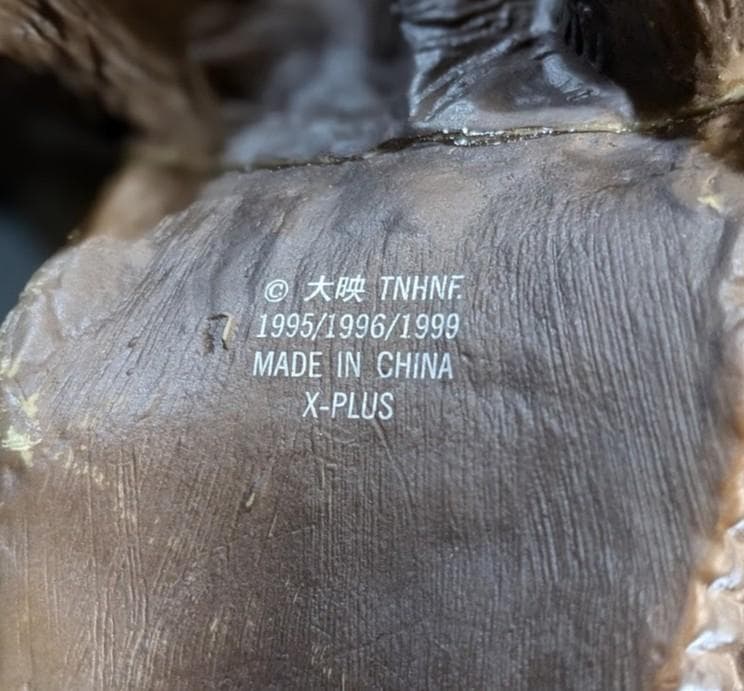 © 大映 TNHNF.
1995/1996/1999
MADE IN CHINA
X-PLUS